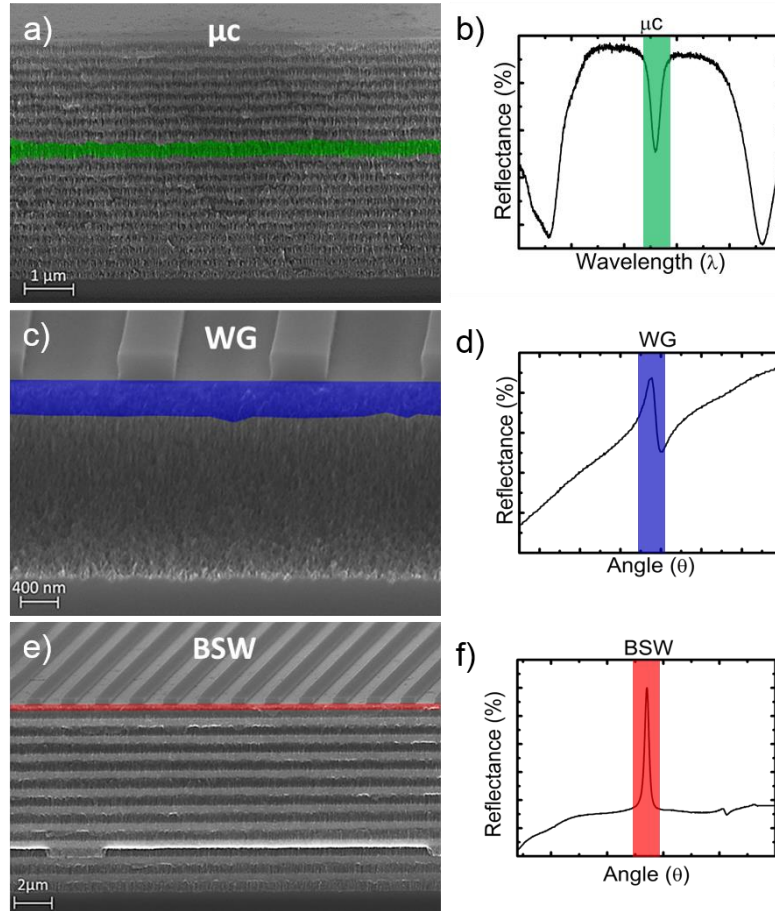 a)
μc
1 μm
b)
μc
Reflectance (%)
Wavelength (λ)
c)
WG
400 nm
d)
WG
Reflectance (%)
Angle (θ)
e)
BSW
2μm
f)
BSW
Reflectance (%)
Angle (θ)